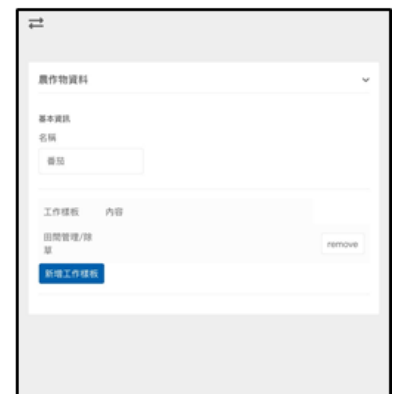 農作物資料
基本資訊
名稱
番茄
工作樣板 內容
田間管理/除
草
remove
新增工作樣板